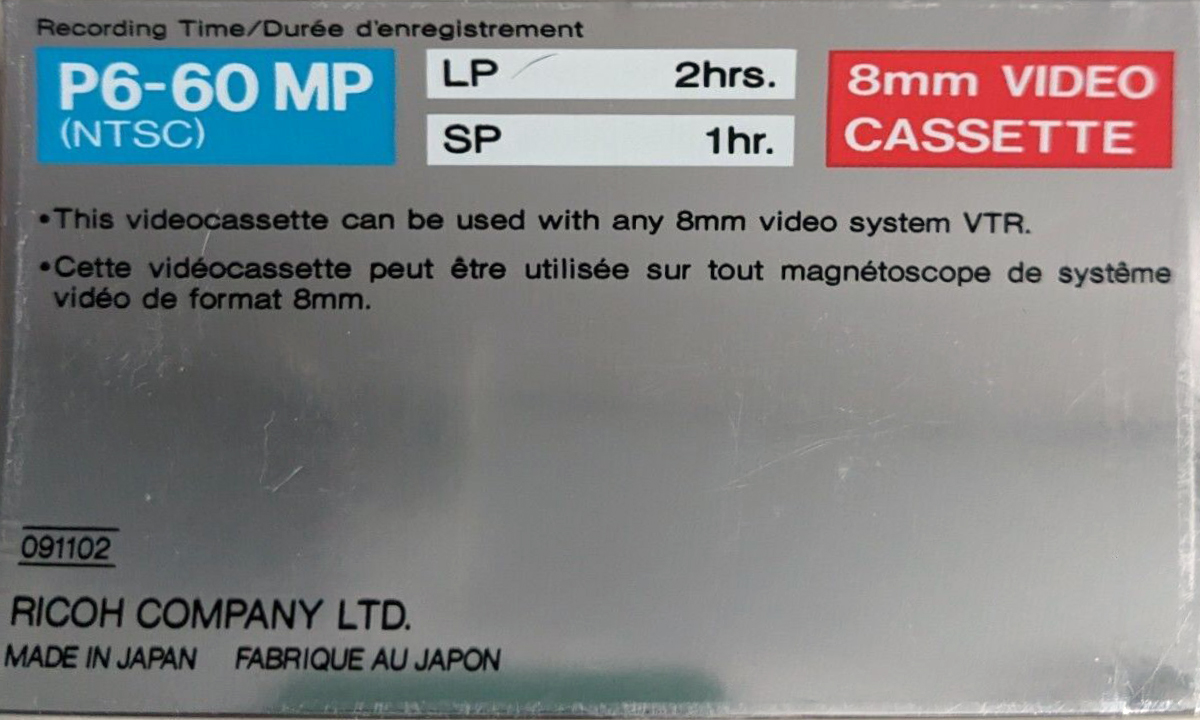 Recording Time/Durée d'enregistrement
P6-60 MP
(NTSC)
LP 2hrs.
SP 1hr.
8mm VIDEO
CASSETTE
•This videocassette can be used with any 8mm video system VTR.
•Cette vidéocassette peut être utilisée sur tout magnétoscope de système
vidéo de format 8mm.
091102
RICOH COMPANY LTD.
MADE IN JAPAN FABRIQUE AU JAPON